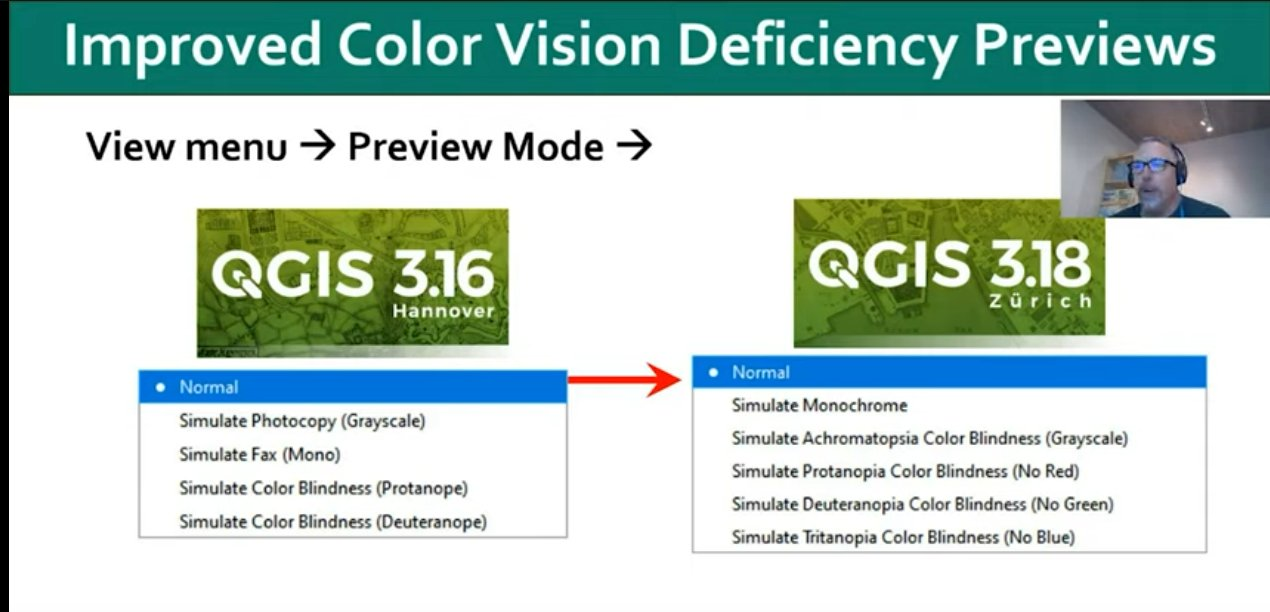 Improved Color Vision Deficiency Previews
View menu → Preview Mode →
QGIS 3.16
Hannover
QGIS 3.18
Zürich
Normal
Simulate Photocopy (Grayscale)
Simulate Fax (Mono)
Simulate Color Blindness (Protanope)
Simulate Color Blindness (Deuteranope)
Normal
Simulate Monochrome
Simulate Achromatopsia Color Blindness (Grayscale)
Simulate Protanopia Color Blindness (No Red)
Simulate Deuteranopia Color Blindness (No Green)
Simulate Tritanopia Color Blindness (No Blue)